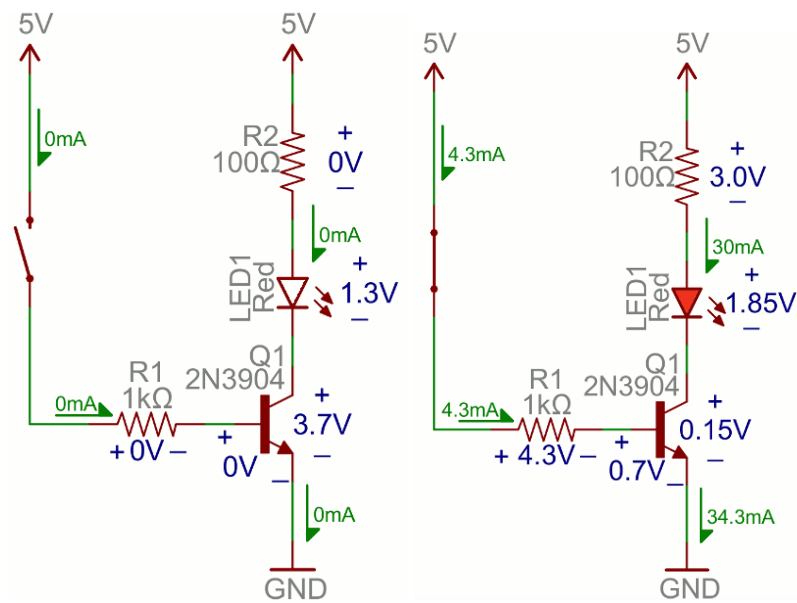 5V
0mA
5V
R2
100Ω
+
0V
–
0mA
LED1
Red
+
1.3V
–
Q1
2N3904
R1
1kΩ
0mA
+0V–
+
0V
–
+
3.7V
–
0mA
GND
5V
4.3mA
5V
R2
100Ω
+
3.0V
–
30mA
LED1
Red
+
1.85V
–
Q1
2N3904
R1
1kΩ
4.3mA
+ 4.3V –
+
0.7V
–
+
0.15V
–
34.3mA
GND